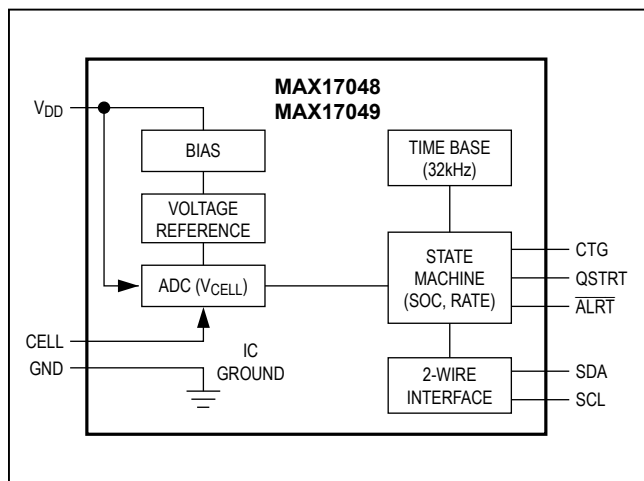 MAX17048
MAX17049
VDD
BIAS
TIME BASE
(32kHz)
VOLTAGE
REFERENCE
STATE
MACHINE
(SOC, RATE)
CTG
QSTRT
ALRT
ADC (VCELL)
CELL
GND
IC
GROUND
2-WIRE
INTERFACE
SDA
SCL